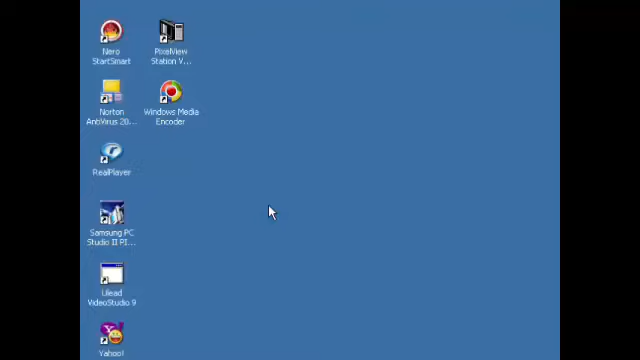 Nero
StartSmart
PixelView
Station V...
Norton
AntiVirus 20...
Windows Media
Encoder
RealPlayer
Samsung PC
Studio II PI...
Ulead
VideoStudio 9
Yahoo!